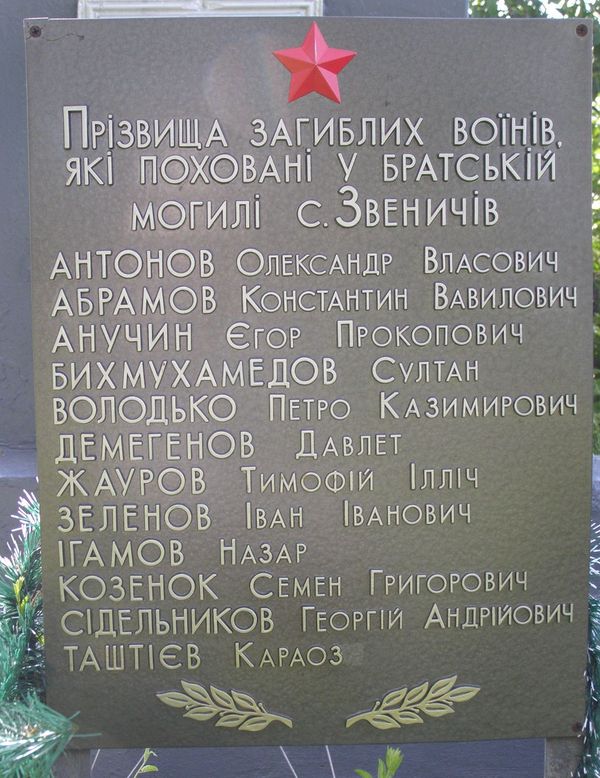 Прізвища загиблих воїнів,
які поховані у братській
могилі с. Звеничів
АНТОНОВ Олександр Власович
АБРАМОВ Константин Вавилович
АНУЧИН Єгор Прокопович
БИХМУХАМЕДОВ Султан
ВОЛОДЬКО Петро Казимирович
ДЕМЕГЕНОВ Давлет
ЖАУРОВ Тимофій Ілліч
ЗЕЛЕНОВ Іван Іванович
ІГАМОВ Назар
КОЗЕНОК Семен Григорович
СІДЕЛЬНИКОВ Георгій Андрійович
ТАШТІЄВ Караоз